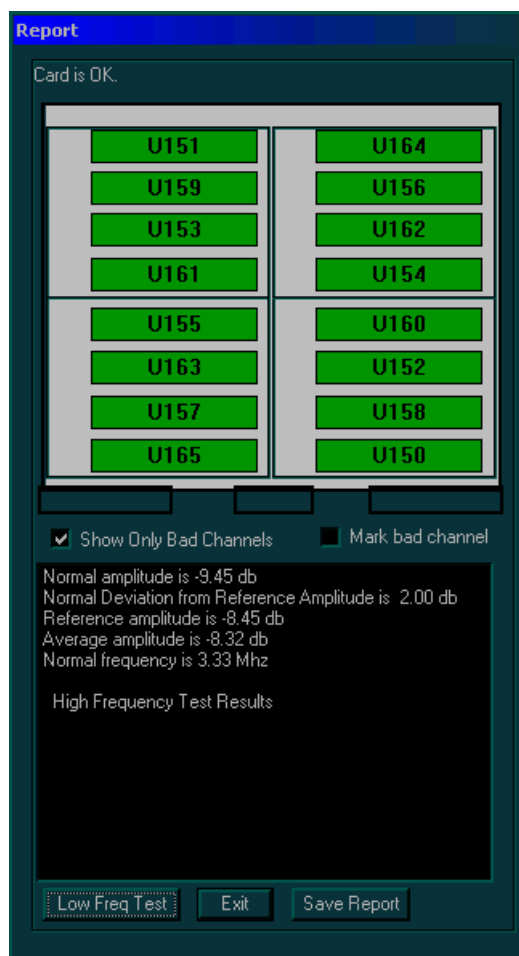 Report
Card is OK.
U151 U164
U159 U156
U153 U162
U161 U154
U155 U160
U163 U152
U157 U158
U165 U150
Show Only Bad Channels Mark bad channel
Normal amplitude is -9.45 db
Normal Deviation from Reference Amplitude is 2.00 db
Reference amplitude is -8.45 db
Average amplitude is -8.32 db
Normal frequency is 3.33 Mhz
High Frequency Test Results
Low Freq Test Exit Save Report